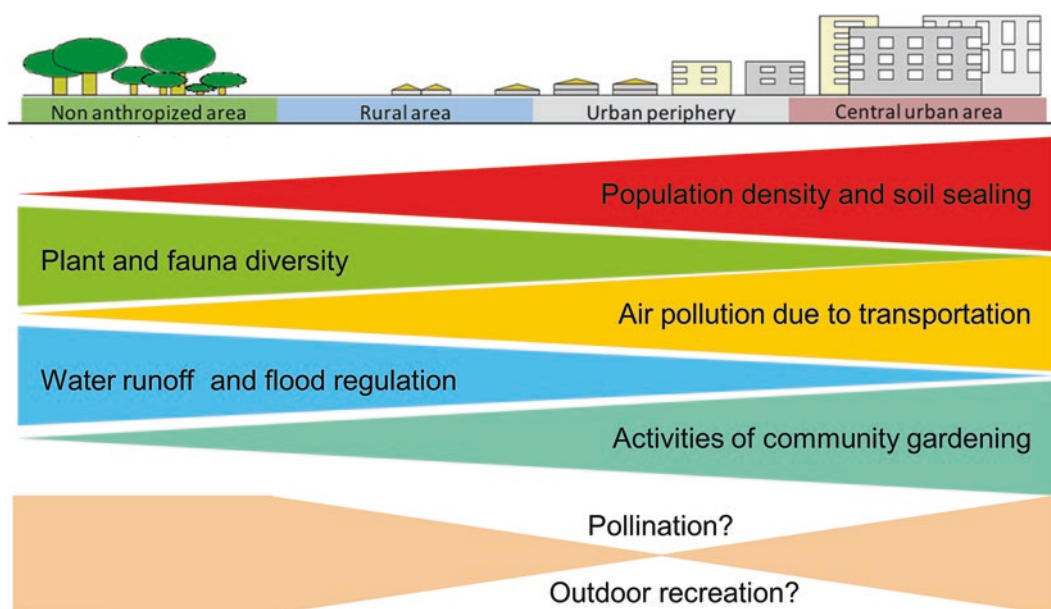 Non anthropized area
Rural area
Urban periphery
Central urban area
Population density and soil sealing
Plant and fauna diversity
Air pollution due to transportation
Water runoff and flood regulation
Activities of community gardening
Pollination?
Outdoor recreation?